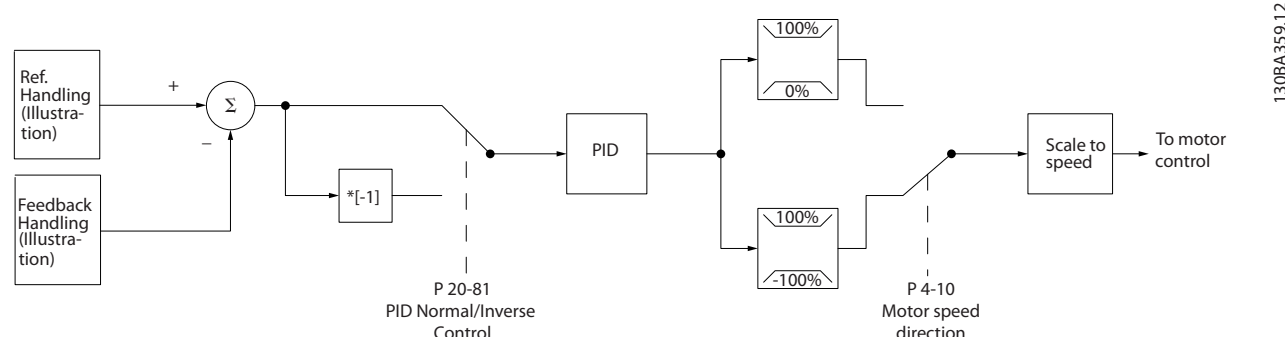 Ref.
Handling
(Illustra-
tion)
+
Σ
−
Feedback
Handling
(Illustra-
tion)
*[-1]
P 20-81
PID Normal/Inverse
Control
PID
100%
0%
100%
-100%
P 4-10
Motor speed
direction
Scale to
speed
To motor
control
130BA359.12